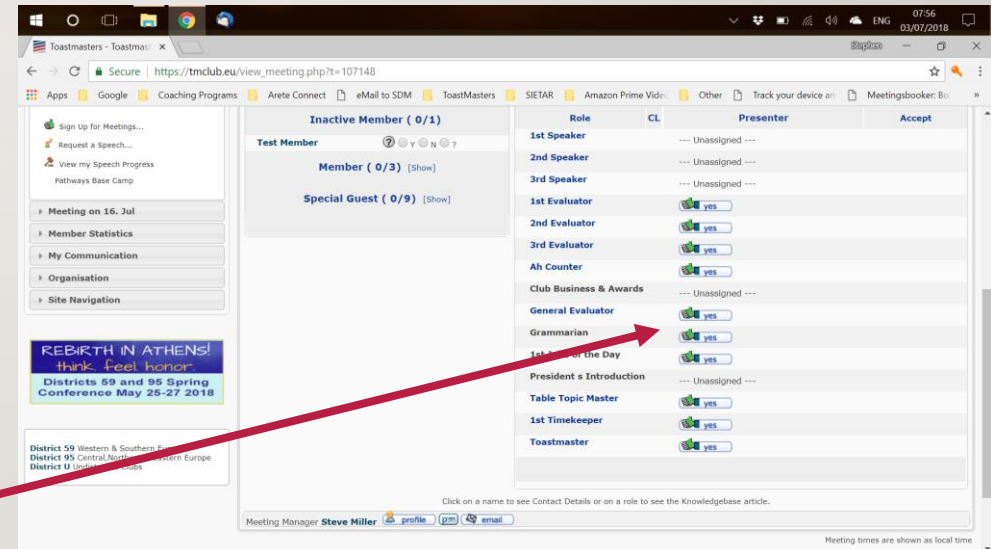 07:56
ENG
03/07/2018
Toastmasters - Toastmast
Stephen
Secure https://tmclub.eu/view_meeting.php?t=107148
Apps Google Coaching Programs Arete Connect eMail to SDM ToastMasters SIETAR Amazon Prime Video Other Track your device an Meetingsbooker: Bo
Sign Up for Meetings...
Request a Speech...
View my Speech Progress
Pathways Base Camp
Meeting on 16. Jul
Member Statistics
My Communication
Organisation
Site Navigation
REBIRTH IN ATHENS!
think. feel. honor.
Districts 59 and 95 Spring
Conference May 25-27 2018
District 59 Western & Southern
District 95 Central, Northern Eastern Europe
District U Clubs
Inactive Member ( 0/1)
Test Member ? Y N ?
Member ( 0/3) [Show]
Special Guest ( 0/9) [Show]
Role CL Presenter Accept
1st Speaker --- Unassigned ---
2nd Speaker --- Unassigned ---
3rd Speaker --- Unassigned ---
1st Evaluator yes
2nd Evaluator yes
3rd Evaluator yes
Ah Counter yes
Club Business & Awards --- Unassigned ---
General Evaluator yes
Grammarian yes
1st of the Day yes
President s Introduction --- Unassigned ---
Table Topic Master yes
1st Timekeeper yes
Toastmaster yes
Click on a name to see Contact Details or on a role to see the Knowledgebase article.
Meeting Manager Steve Miller profile pm email
Meeting times are shown as local time